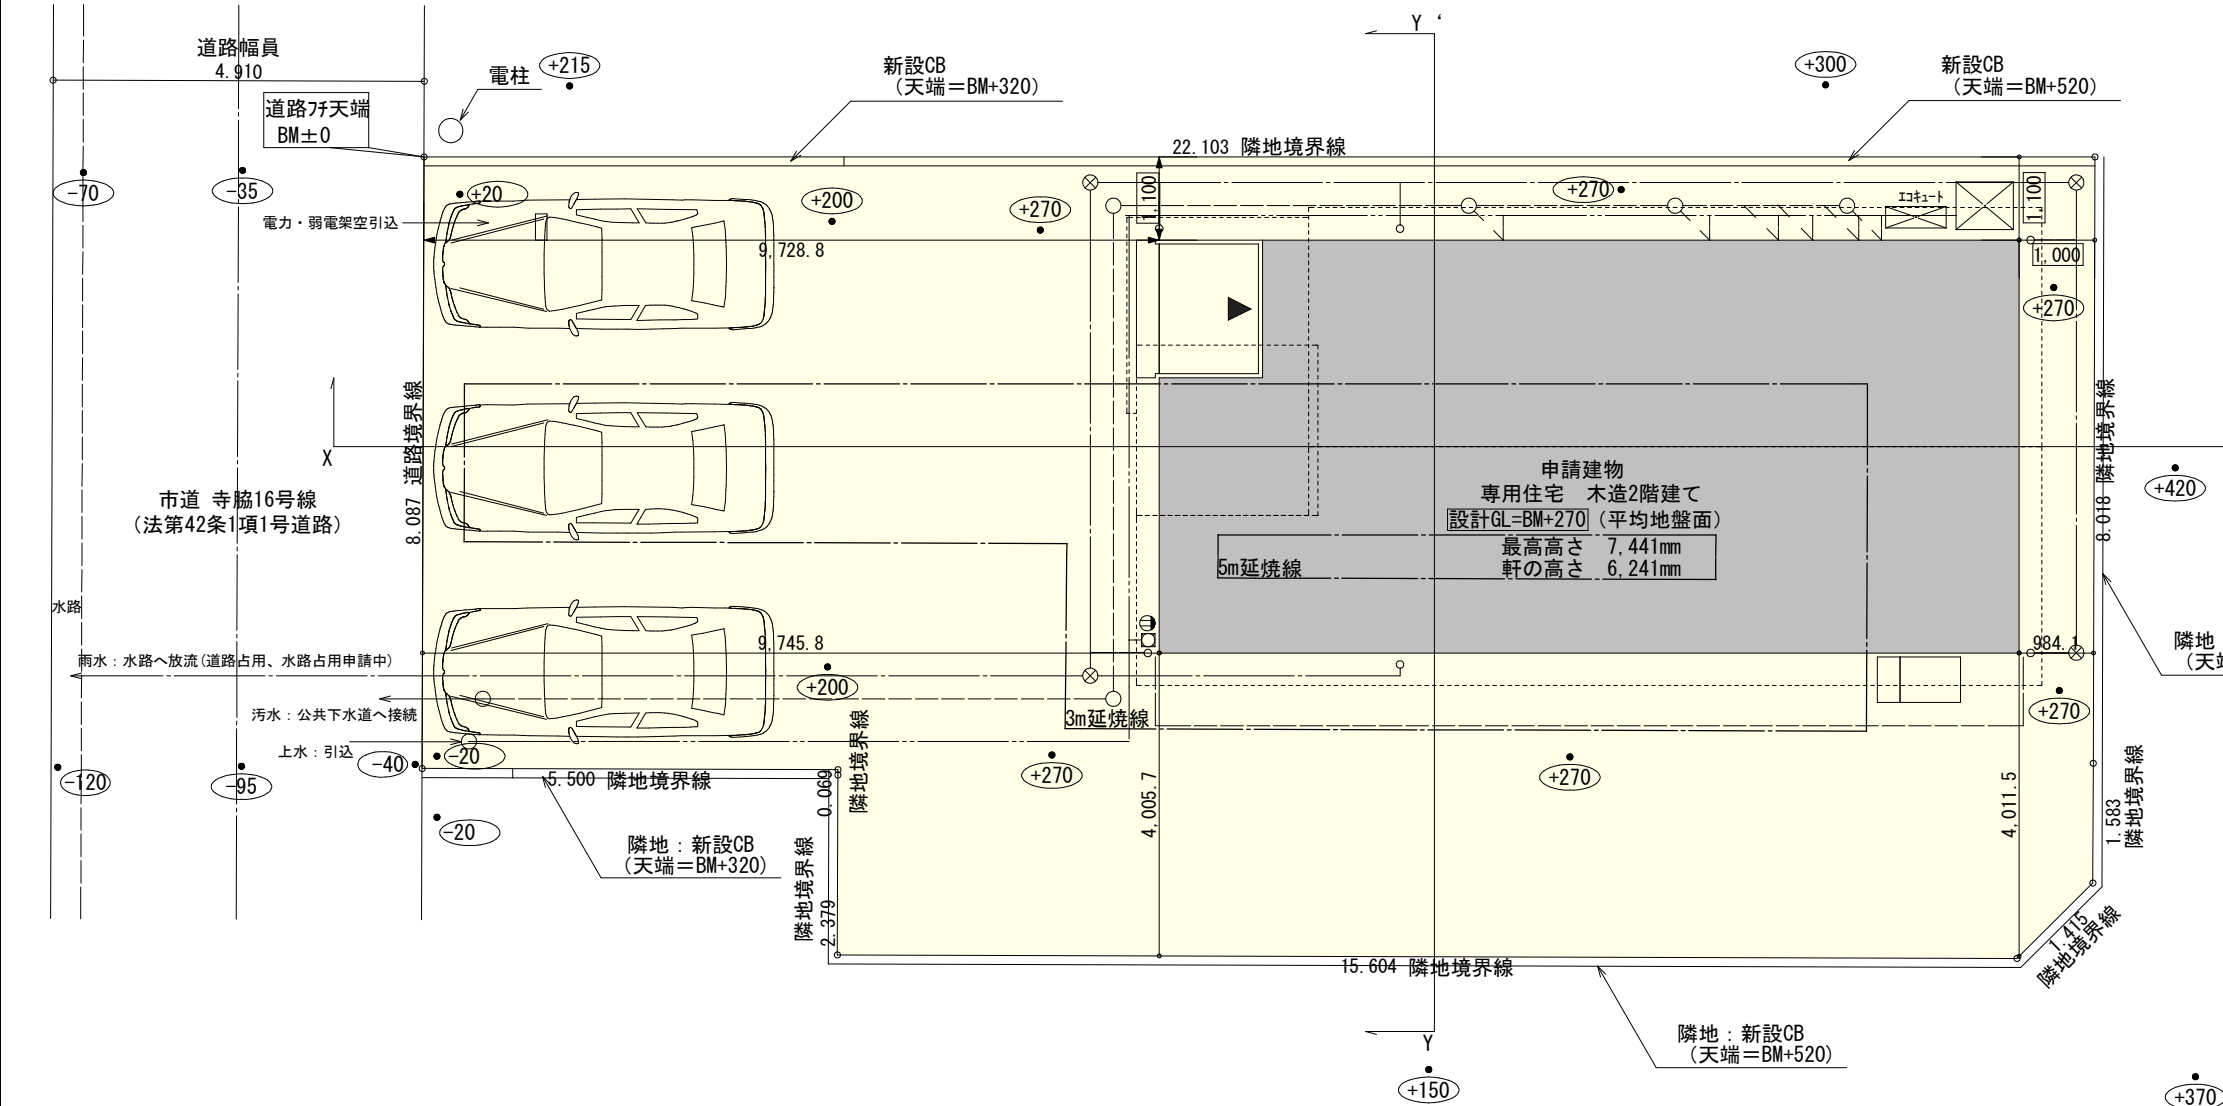 道路幅員
4.910
道路ﾌﾁ天端
BM±0
電柱
+215
新設CB
（天端＝BM+320）
Y ‘
+300
新設CB
（天端＝BM+520）
22.103 隣地境界線
-70
-35
+20
電力・弱電架空引込
+200
+270
1,100
+270
ｴｺｷｭｰﾄ
1,100
9,728.8
1,000
+270
X
8.087 道路境界線
市道 寺脇16号線
（法第42条1項1号道路）
申請建物
専用住宅 木造2階建て
設計GL=BM+270（平均地盤面）
最高高さ 7,441mm
軒の高さ 6,241mm
5m延焼線
8.018 隣地境界線
+420
水路
雨水：水路へ放流(道路占用、水路占用申請中)
9,745.8
984.1
隣地
+200
汚水：公共下水道へ接続
3m延焼線
+270
上水：引込
-40
-20
-120
-95
5.500 隣地境界線
0.069
隣地境界線
+270
+270
4,005.7
4,011.5
1.583
隣地境界線
-20
隣地：新設CB
（天端＝BM+320）
隣地境界線
2.379
15.604 隣地境界線
1.415
隣地境界線
隣地：新設CB
（天端＝BM+520）
Y
+150
+370